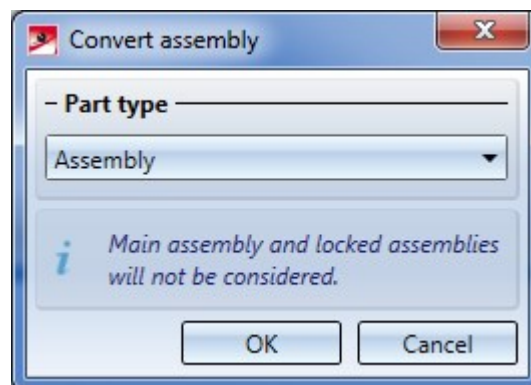 Convert assembly
Part type
Assembly
Main assembly and locked assemblies
will not be considered.
OK
Cancel